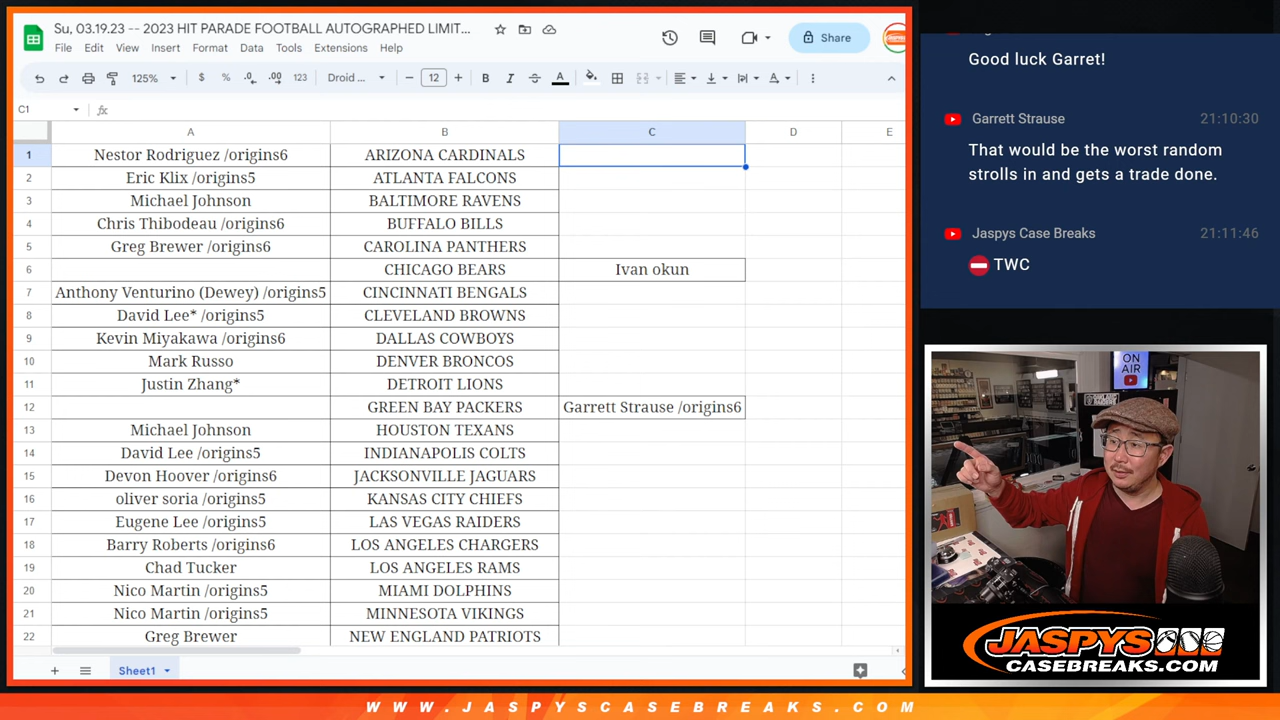 Su, 03.19.23 -- 2023 HIT PARADE FOOTBALL AUTOGRAPHED LIMIT...
File Edit View Insert Format Data Tools Extensions Help
Share
125% $ % .0 .00 123 Droid ... 12 B I S A
C1 fx
A B C D E
1 Nestor Rodriguez /origins6 ARIZONA CARDINALS
2 Eric Klix /origins5 ATLANTA FALCONS
3 Michael Johnson BALTIMORE RAVENS
4 Chris Thibodeau /origins6 BUFFALO BILLS
5 Greg Brewer /origins6 CAROLINA PANTHERS
6 CHICAGO BEARS Ivan okun
7 Anthony Venturino (Dewey) /origins5 CINCINNATI BENGALS
8 David Lee* /origins5 CLEVELAND BROWNS
9 Kevin Miyakawa /origins6 DALLAS COWBOYS
10 Mark Russo DENVER BRONCOS
11 Justin Zhang* DETROIT LIONS
12 GREEN BAY PACKERS Garrett Strause /origins6
13 Michael Johnson HOUSTON TEXANS
14 David Lee /origins5 INDIANAPOLIS COLTS
15 Devon Hoover /origins6 JACKSONVILLE JAGUARS
16 oliver soria /origins5 KANSAS CITY CHIEFS
17 Eugene Lee /origins5 LAS VEGAS RAIDERS
18 Barry Roberts /origins6 LOS ANGELES CHARGERS
19 Chad Tucker LOS ANGELES RAMS
20 Nico Martin /origins5 MIAMI DOLPHINS
21 Nico Martin /origins5 MINNESOTA VIKINGS
22 Greg Brewer NEW ENGLAND PATRIOTS
Sheet1
Good luck Garret!
Garrett Strause 21:10:30
That would be the worst random
strolls in and gets a trade done.
Jaspys Case Breaks 21:11:46
TWC
ON
AIR
JASPYS
CASEBREAKS.COM
WWW.JASPYSCASEBREAKS.COM